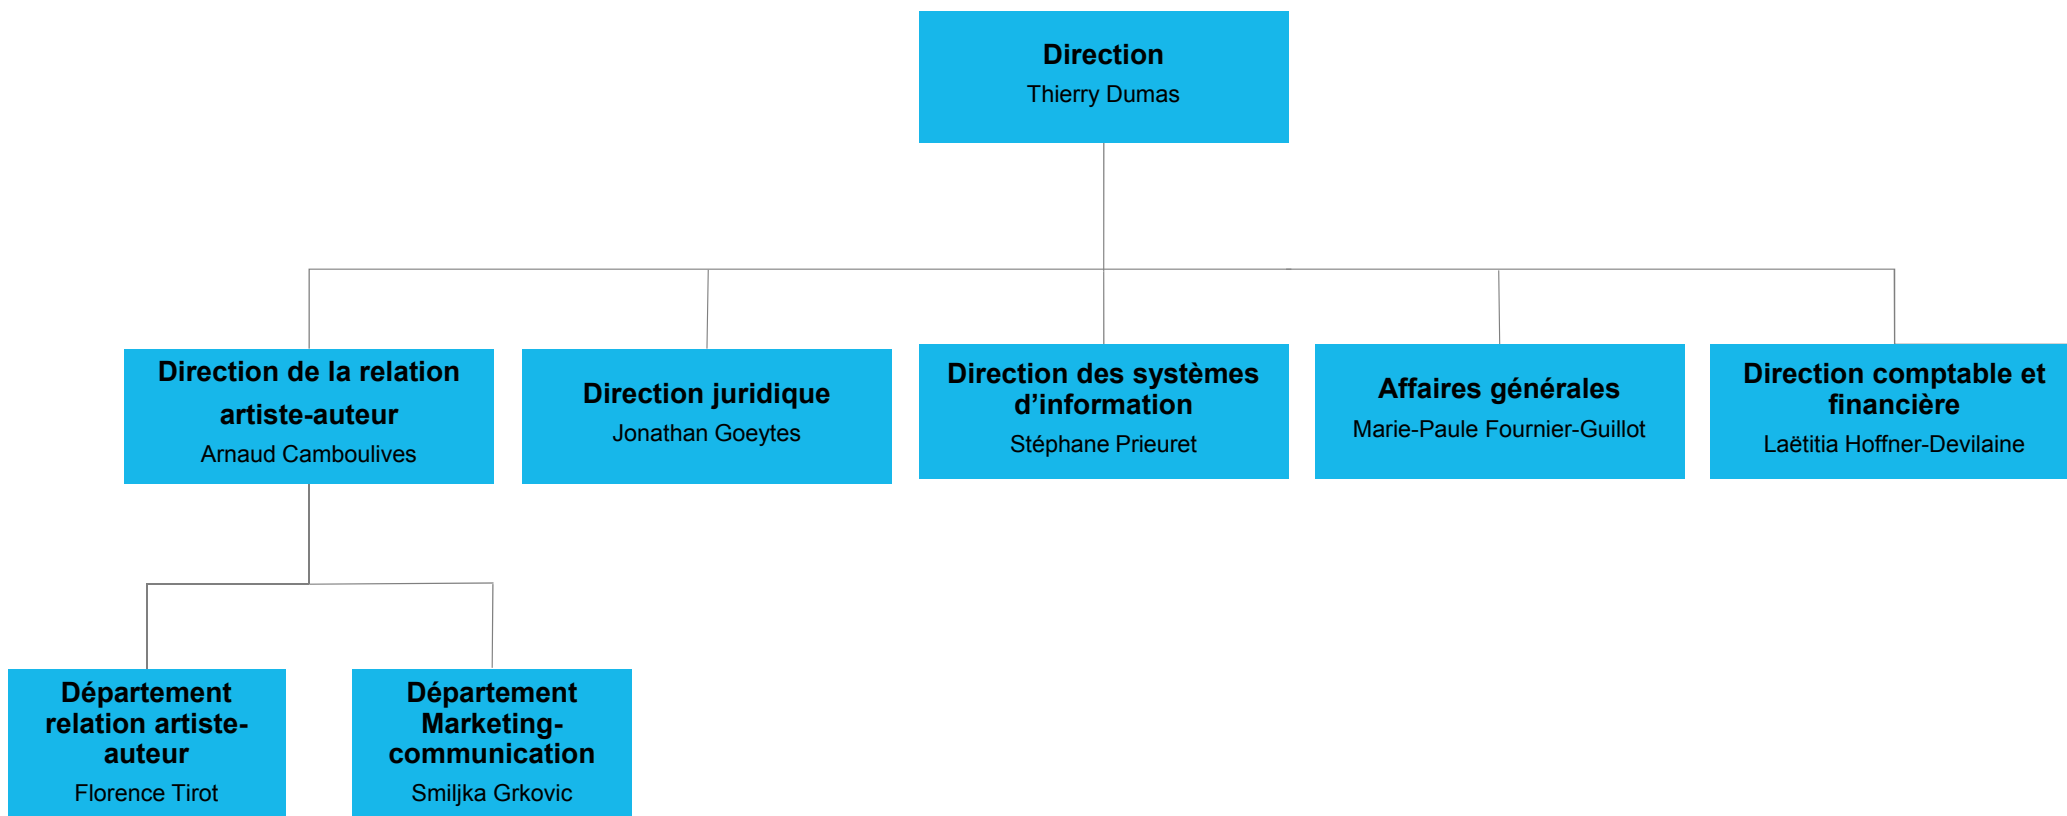 Direction
Thierry Dumas
Direction de la relation
artiste-auteur
Arnaud Camboulives
Direction juridique
Jonathan Goeytes
Direction des systèmes
d'information
Stéphane Prieuret
Affaires générales
Marie-Paule Fournier-Guillot
Direction comptable et
financière
Laëtitia Hoffner-Devilaine
Département
relation artiste-
auteur
Florence Tirot
Département
Marketing-
communication
Smiljka Grkovic